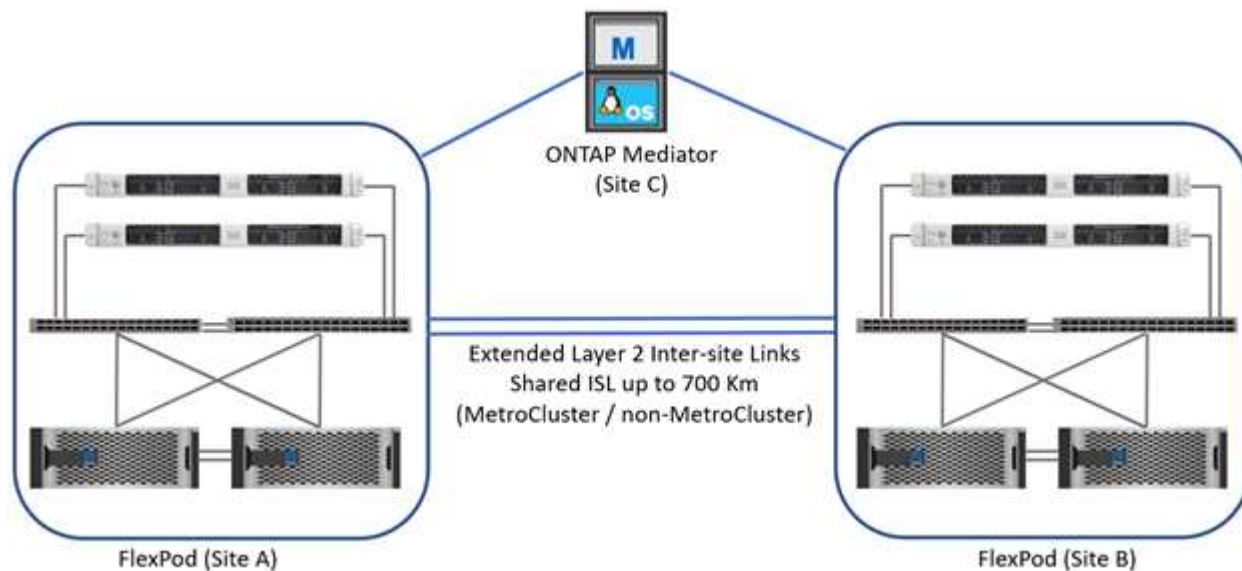 M
OS
ONTAP Mediator
(Site C)
Extended Layer 2 Inter-site Links
Shared ISL up to 700 Km
(MetroCluster / non-MetroCluster)
FlexPod (Site A)
FlexPod (Site B)